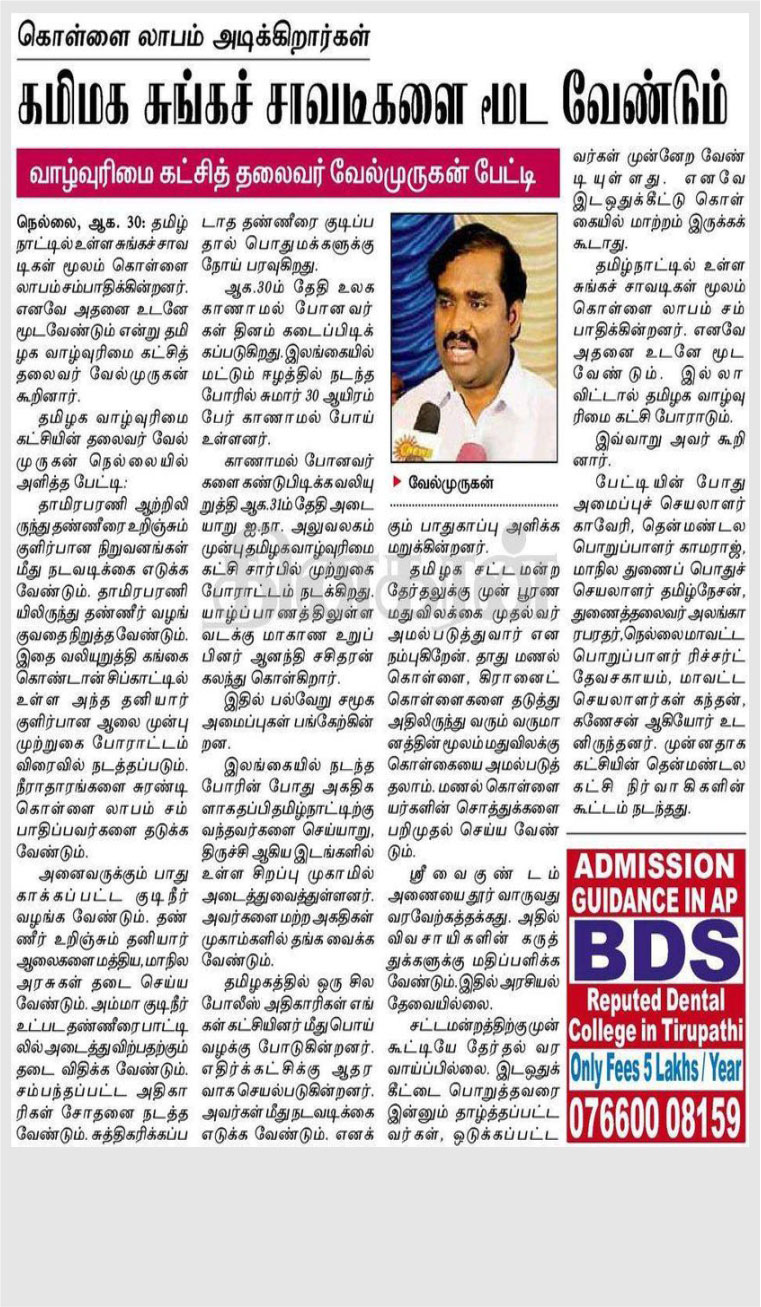 கொள்ளை லாபம் அடிக்கிறார்கள்
தமிழக சுங்கச் சாவடிகளை மூட வேண்டும்
வாழ்வுரிமை கட்சித் தலைவர் வேல்முருகன் பேட்டி
நெல்லை, ஆக. 30: தமிழ்
நாட்டில் உள்ள சுங்கச் சாவ
டிகள் மூலம் கொள்ளை
லாபம் சம்பாதிக்கின்றனர்.
எனவே அதனை உடனே
மூடவேண்டும் என்று தமி
ழக வாழ்வுரிமை கட்சித்
தலைவர் வேல்முருகன்
கூறினார்.
தமிழக வாழ்வுரிமை
கட்சியின் தலைவர் வேல்
முருகன் நெல்லையில்
அளித்த பேட்டி:
தாமிரபரணி ஆற்றிலி
ருந்து தண்ணீரை உறிஞ்சும்
குளிர்பான நிறுவனங்கள்
மீது நடவடிக்கை எடுக்க
வேண்டும். தாமிரபரணி
யிலிருந்து தண்ணீர் வழங்
குவதை நிறுத்த வேண்டும்.
இதை வலியுறுத்தி கங்கை
கொண்டான் சிப்காட்டில்
உள்ள அந்த தனியார்
குளிர்பான ஆலை முன்பு
முற்றுகை போராட்டம்
விரைவில் நடத்தப்படும்.
நீராதாரங்களை சுரண்டி
கொள்ளை லாபம் சம்
பாதிப்பவர்களை தடுக்க
வேண்டும்.
அனைவருக்கும் பாது
காக்கப்பட்ட குடிநீர்
வழங்க வேண்டும். தண்
ணீர் உறிஞ்சும் தனியார்
ஆலைகளை மத்திய, மாநில
அரசுகள் தடை செய்ய
வேண்டும். அம்மா குடிநீர்
உட்பட தண்ணீரை பாட்டி
லில் அடைத்து விற்பதற்கும்
தடை விதிக்க வேண்டும்.
சம்பந்தப்பட்ட அதிகா
ரிகள் சோதனை நடத்த
வேண்டும். சுத்திகரிக்கப்ப
டாத தண்ணீரை குடிப்ப
தால் பொதுமக்களுக்கு
நோய் பரவுகிறது.
ஆக.30ம் தேதி உலக
காணாமல் போனவர்
கள் தினம் கடைப்பிடிக்
கப்படுகிறது. இலங்கையில்
மட்டும் ஈழத்தில் நடந்த
போரில் சுமார் 30 ஆயிரம்
பேர் காணாமல் போய்
உள்ளனர்.
காணாமல் போனவர்
களை கண்டுபிடிக்க வலியு
றுத்தி ஆக.31ம் தேதி அடை
யாறு ஐ.நா. அலுவலகம்
முன்பு தமிழக வாழ்வுரிமை
கட்சி சார்பில் முற்றுகை
போராட்டம் நடக்கிறது.
யாழ்ப்பாணத்திலுள்ள
வடக்கு மாகாண உறுப்
பினர் ஆனந்தி சசிதரன்
கலந்து கொள்கிறார்.
இதில் பல்வேறு சமூக
அமைப்புகள் பங்கேற்கின்
றன.
இலங்கையில் நடந்த
போரின் போது அகதிக
ளாக தப்பி தமிழ்நாட்டிற்கு
வந்தவர்களை செய்யாறு,
திருச்சி ஆகிய இடங்களில்
உள்ள சிறப்பு முகாமில்
அடைத்து வைத்துள்ளனர்.
அவர்களை மற்ற அகதிகள்
முகாம்களில் தங்க வைக்க
வேண்டும்.
தமிழகத்தில் ஒரு சில
போலீஸ் அதிகாரிகள் எங்
கள் கட்சியினர் மீது பொய்
வழக்கு போடுகின்றனர்.
எதிர்க்கட்சிக்கு ஆதர
வாக செயல்படுகின்றனர்.
அவர்கள் மீது நடவடிக்கை
எடுக்க வேண்டும். எனக்
NEWS
வேல்முருகன்
கும் பாதுகாப்பு அளிக்க
மறுக்கின்றனர்.
தமிழக சட்டமன்ற
தேர்தலுக்கு முன் பூரண
மதுவிலக்கை முதல்வர்
அமல்படுத்துவார் என
நம்புகிறேன். தாது மணல்
கொள்ளை, கிரானைட்
கொள்ளைகளை தடுத்து
அதிலிருந்து வரும் வருமா
னத்தின் மூலம் மதுவிலக்கு
கொள்கையை அமல்படுத்
தலாம். மணல் கொள்ளை
யர்களின் சொத்துக்களை
பறிமுதல் செய்ய வேண்
டும்.
ஸ்ரீவைகுண்டம்
அணையை தூர் வாருவது
வரவேற்கத்தக்கது. அதில்
விவசாயிகளின் கருத்
துக்களுக்கு மதிப்பளிக்க
வேண்டும். இதில் அரசியல்
தேவையில்லை.
சட்டமன்றத்திற்கு முன்
கூட்டியே தேர்தல் வர
வாய்ப்பில்லை. இடஒதுக்
கீட்டை பொறுத்தவரை
இன்னும் தாழ்த்தப்பட்ட
வர்கள், ஒடுக்கப்பட்ட
வர்கள் முன்னேற வேண்
டியுள்ளது. எனவே
இடஒதுக்கீட்டு கொள்
கையில் மாற்றம் இருக்கக்
கூடாது.
தமிழ்நாட்டில் உள்ள
சுங்கச் சாவடிகள் மூலம்
கொள்ளை லாபம் சம்
பாதிக்கின்றனர். எனவே
அதனை உடனே மூட
வேண்டும். இல்லா
விட்டால் தமிழக வாழ்வு
ரிமை கட்சி போராடும்.
இவ்வாறு அவர் கூறி
னார்.
பேட்டியின் போது
அமைப்புச் செயலாளர்
காவேரி, தென்மண்டல
பொறுப்பாளர் காமராஜ்,
மாநில துணைப் பொதுச்
செயலாளர் தமிழ்நேசன்,
துணைத்தலைவர் அலங்கா
ரபரதர், நெல்லை மாவட்ட
பொறுப்பாளர் ரிச்சர்ட்
தேவசகாயம், மாவட்ட
செயலாளர்கள் கந்தன்,
கணேசன் ஆகியோர் உட
னிருந்தனர். முன்னதாக
கட்சியின் தென்மண்டல
கட்சி நிர்வாகிகளின்
கூட்டம் நடந்தது.
தினகரன்
ADMISSION
GUIDANCE IN AP
BDS
Reputed Dental
College in Tirupathi
Only Fees 5 Lakhs / Year
076600 08159